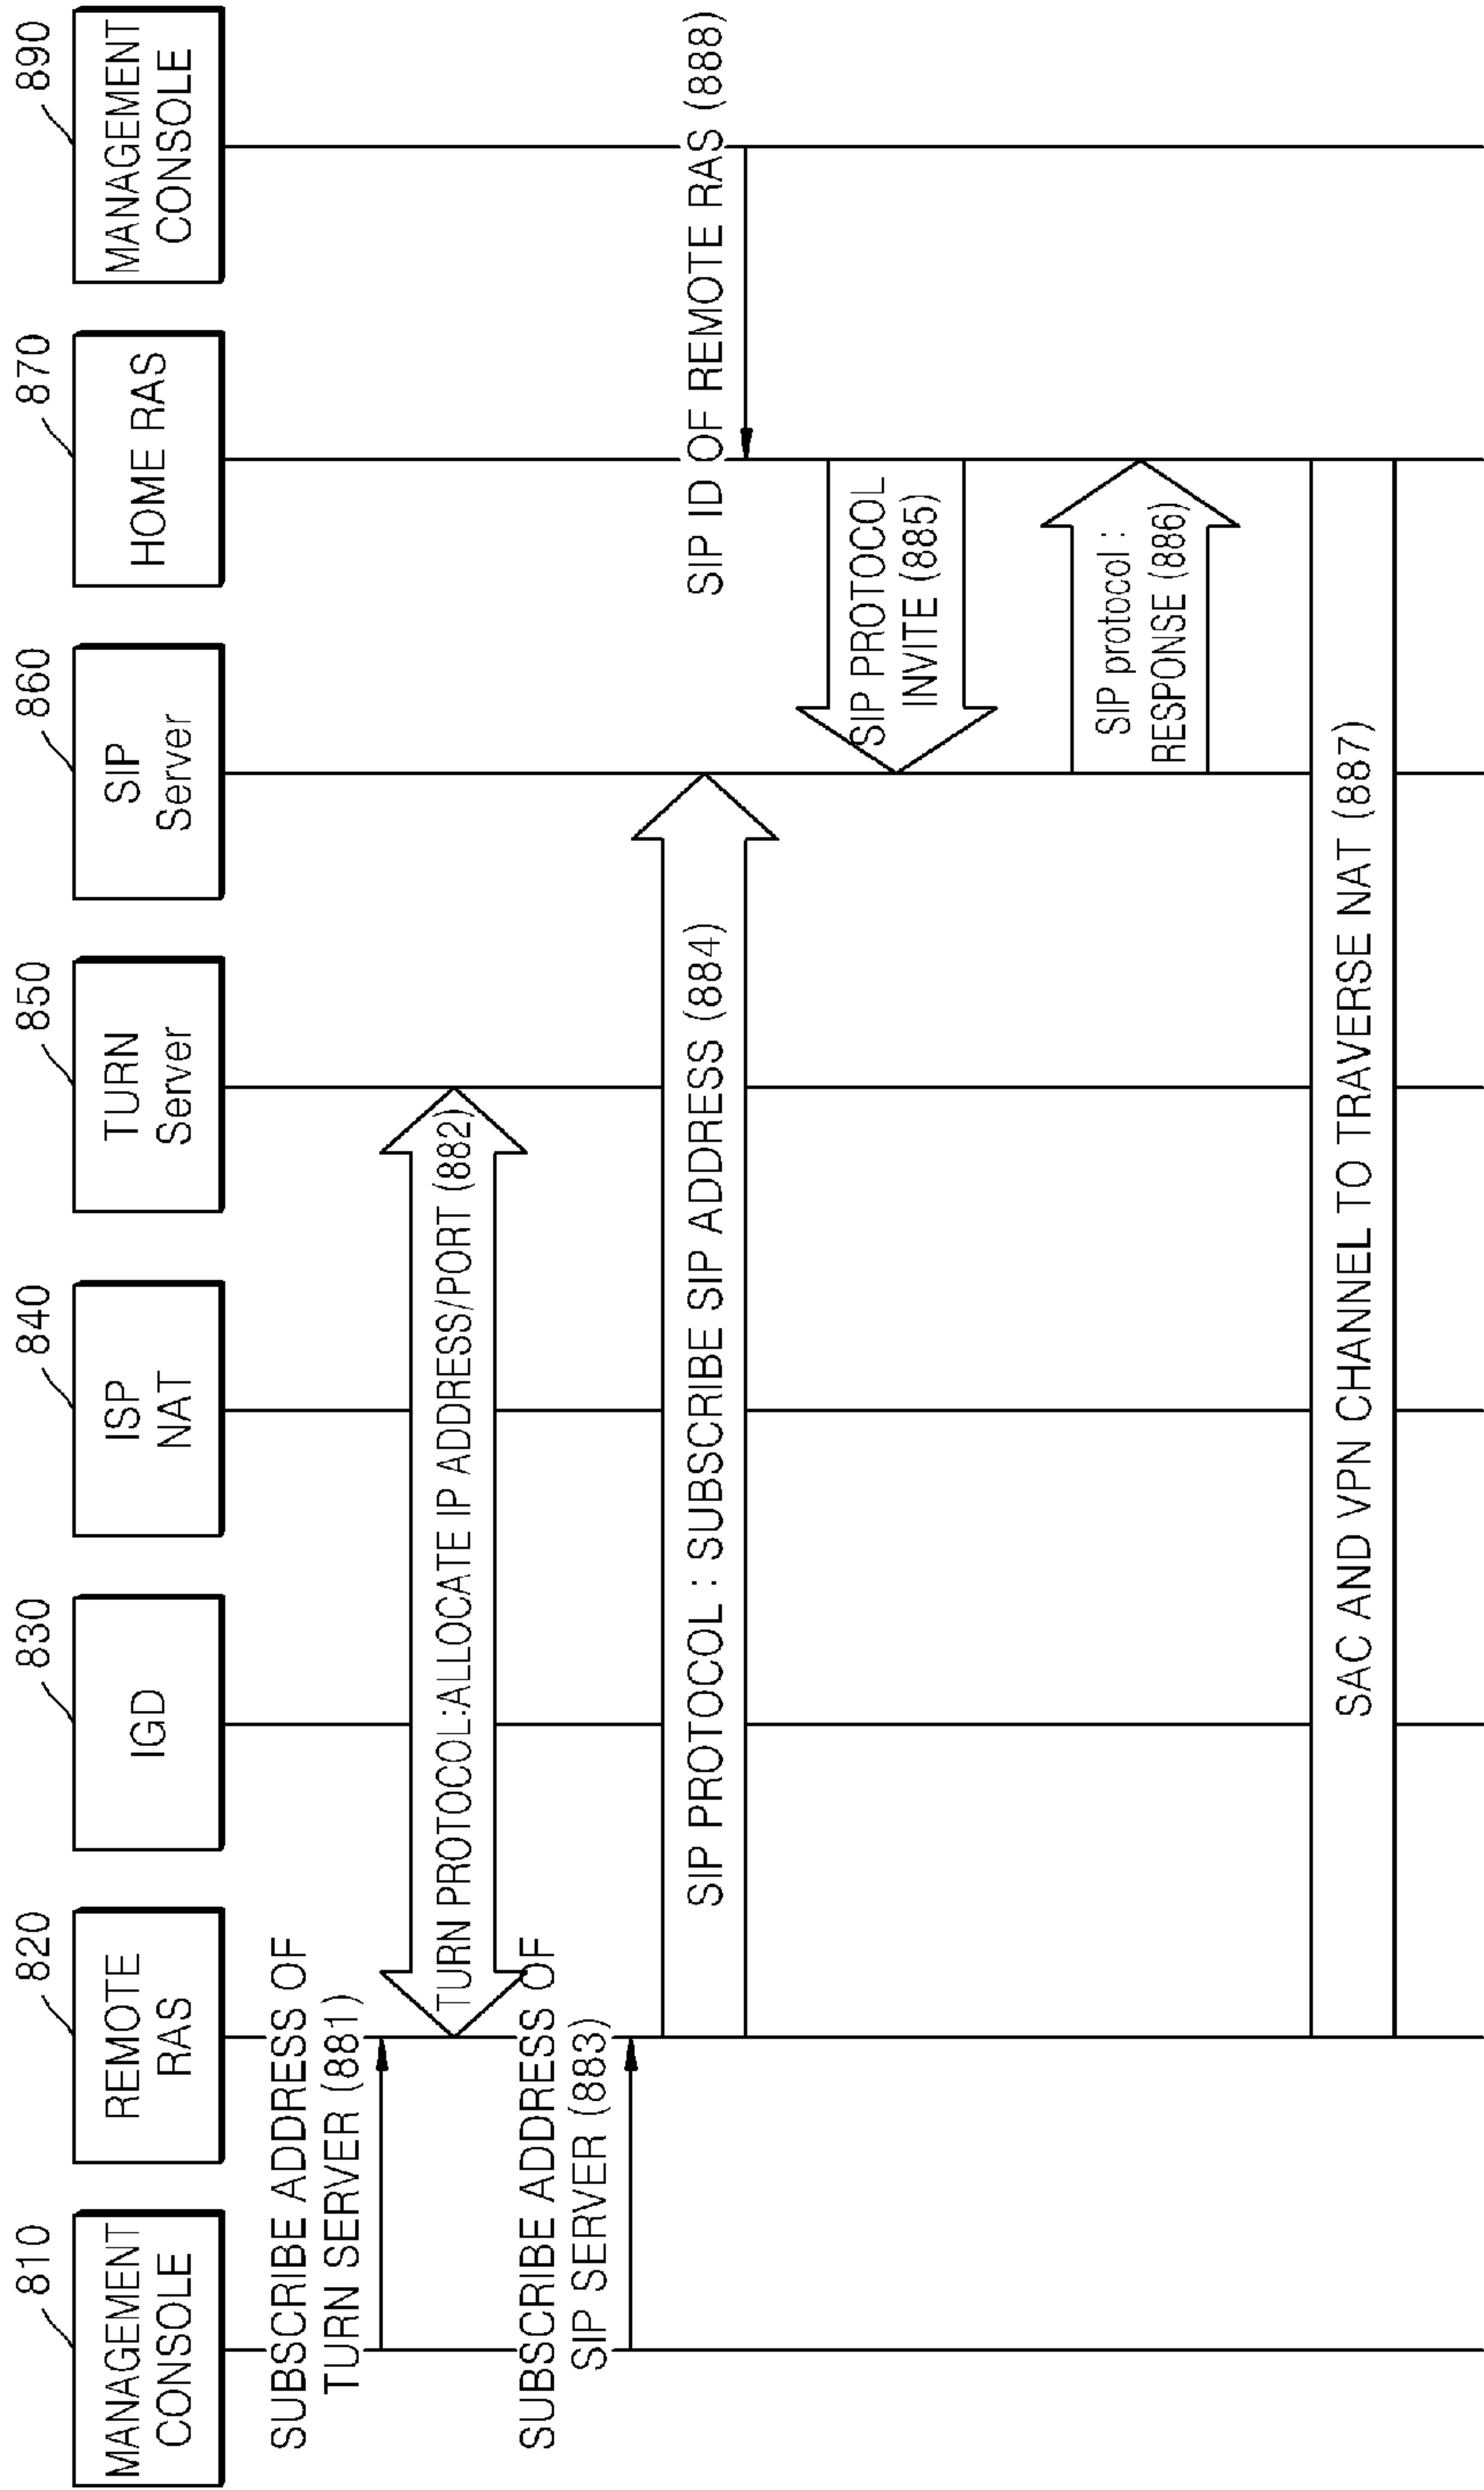 810
820
830
840
850
860
870
890
MANAGEMENT
CONSOLE
REMOTE
RAS
IGD
ISP
NAT
TURN
Server
SIP
Server
HOME RAS
MANAGEMENT
CONSOLE
SUBSCRIBE ADDRESS OF
TURN SERVER (881)
TURN PROTOCOL:ALLOCATE IP ADDRESS/PORT (882)
SUBSCRIBE ADDRESS OF
SIP SERVER (883)
SIP PROTOCOL : SUBSCRIBE SIP ADDRESS (884)
SIP ID OF REMOTE RAS (888)
SIP PROTOCOL
INVITE (885)
SIP protocol :
RESPONSE (886)
SAC AND VPN CHANNEL TO TRAVERSE NAT (887)